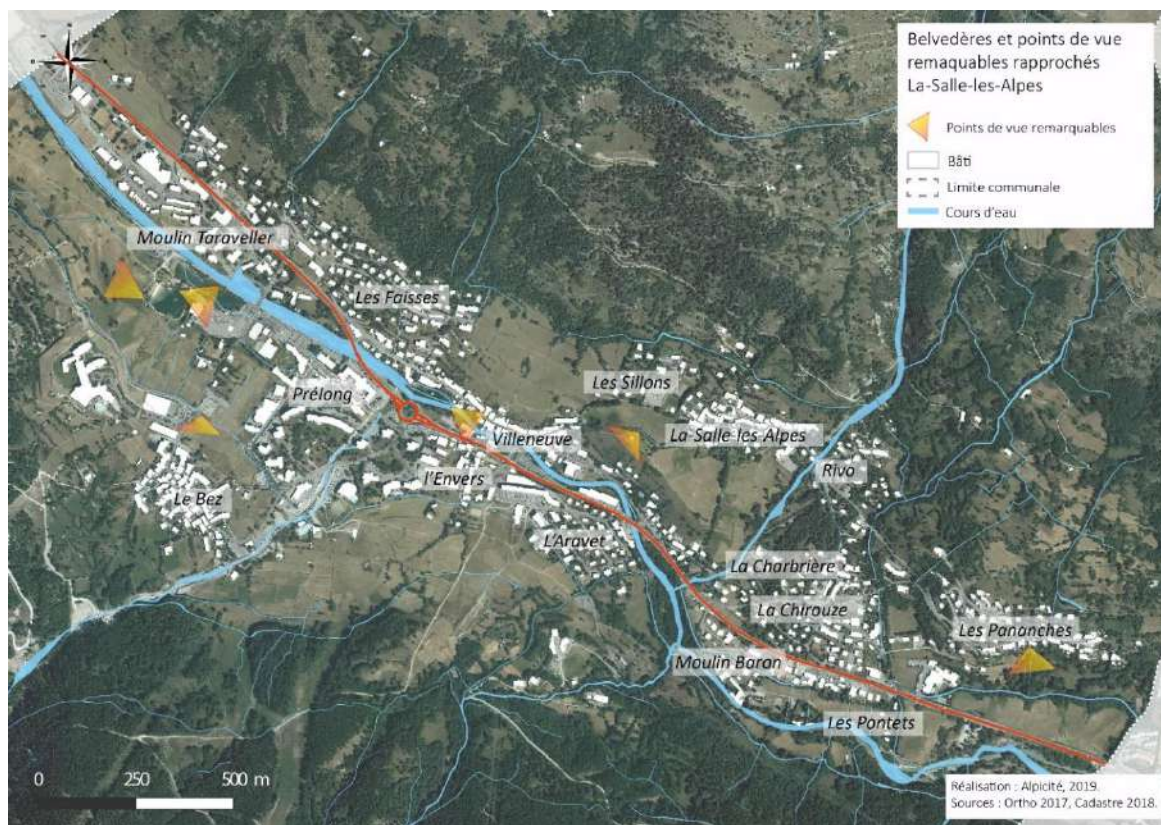 Belvedères et points de vue
remaquables rapprochés
La-Salle-les-Alpes
Points de vue remarquables
Bâti
Limite communale
Cours d'eau
Moulin Taraveller
Les Faisses
Les Sillons
Prélong
La-Salle-les-Alpes
Villeneuve
Riva
l'Envers
Le Bez
L'Aravet
La Charbrière
La Chirouze
Les Pananches
Moulin Baron
Les Pontets
0 250 500 m
Réalisation : Alpicité, 2019.
Sources : Ortho 2017, Cadastre 2018.